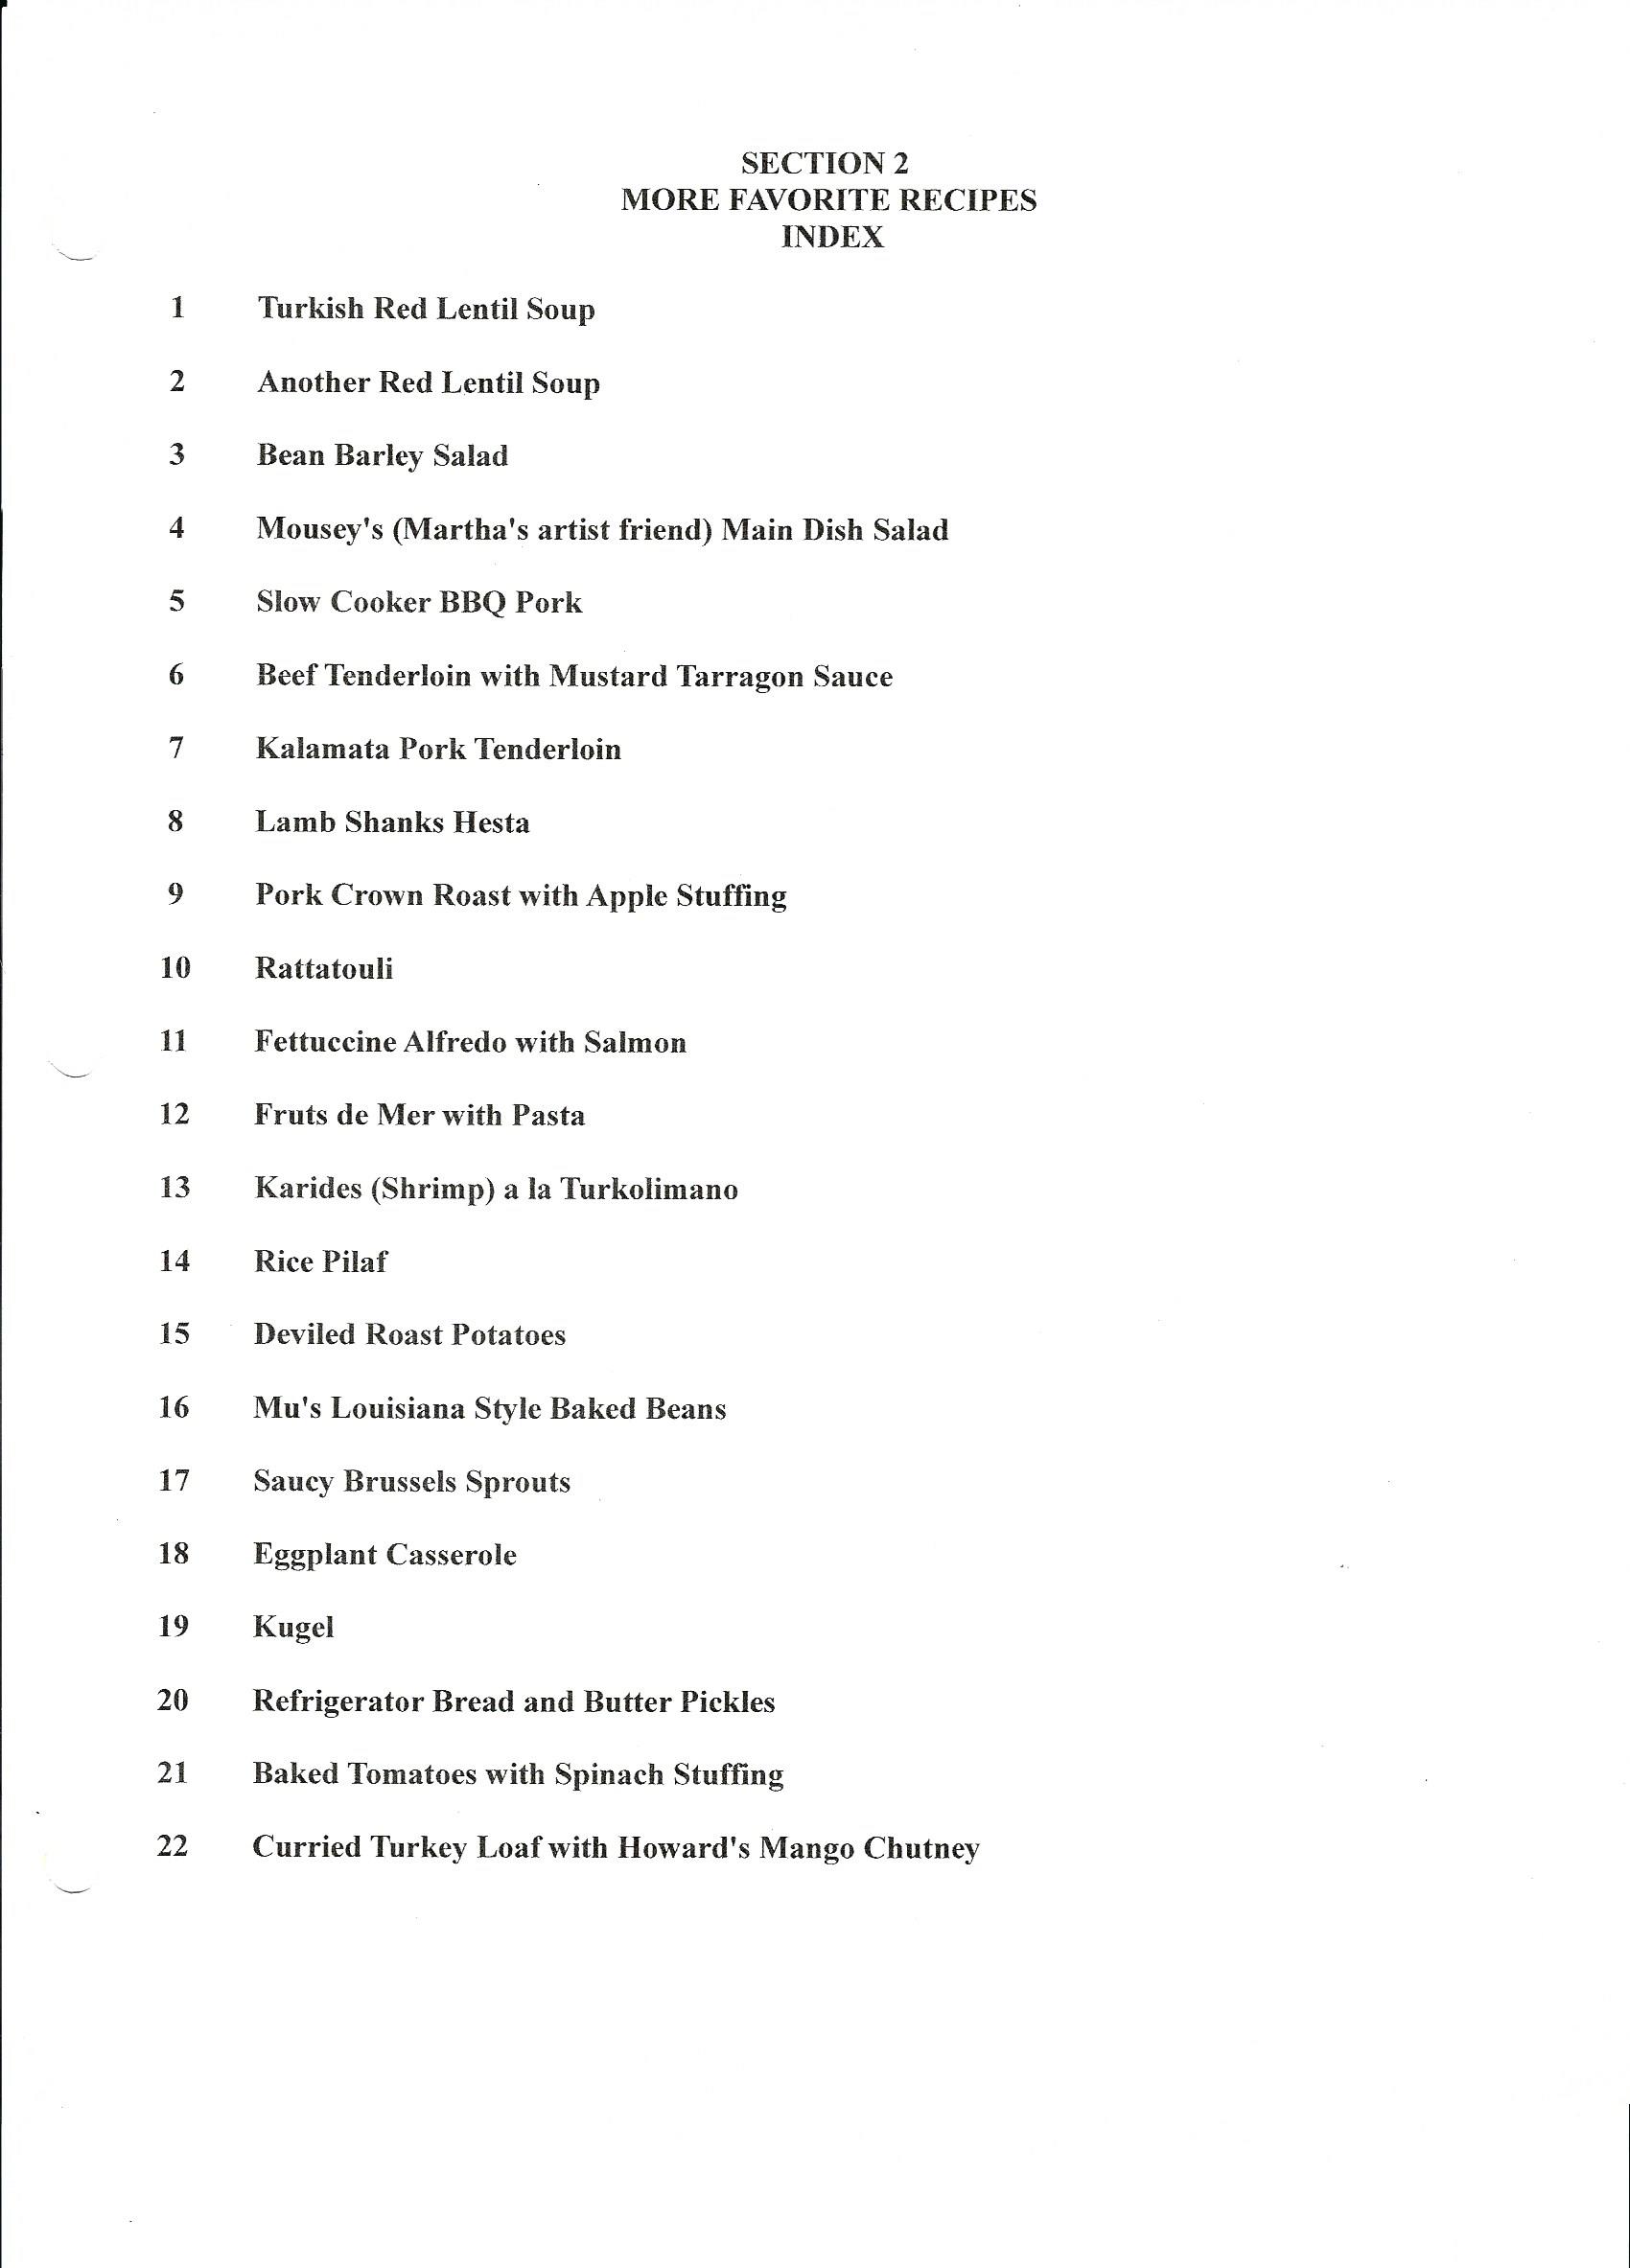 SECTION 2
MORE FAVORITE RECIPES
INDEX
1 Turkish Red Lentil Soup
2 Another Red Lentil Soup
3 Bean Barley Salad
4 Mousey's (Martha's artist friend) Main Dish Salad
5 Slow Cooker BBQ Pork
6 Beef Tenderloin with Mustard Tarragon Sauce
7 Kalamata Pork Tenderloin
8 Lamb Shanks Hesta
9 Pork Crown Roast with Apple Stuffing
10 Rattatouli
11 Fettuccine Alfredo with Salmon
12 Fruts de Mer with Pasta
13 Karides (Shrimp) a la Turkolimano
14 Rice Pilaf
15 Deviled Roast Potatoes
16 Mu's Louisiana Style Baked Beans
17 Saucy Brussels Sprouts
18 Eggplant Casserole
19 Kugel
20 Refrigerator Bread and Butter Pickles
21 Baked Tomatoes with Spinach Stuffing
22 Curried Turkey Loaf with Howard's Mango Chutney